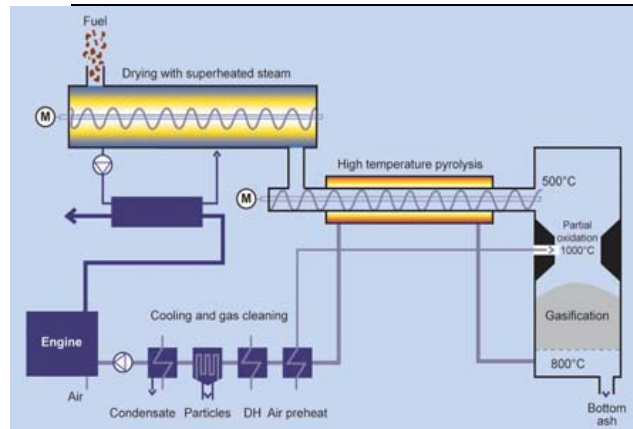 Fuel
Drying with superheated steam
M
High temperature pyrolysis
M
500°C
Partial
oxidation
1000°C
Gasification
Cooling and gas cleaning
Engine
800°C
Air
Condensate
Particles
DH
Air preheat
Bottom
ash